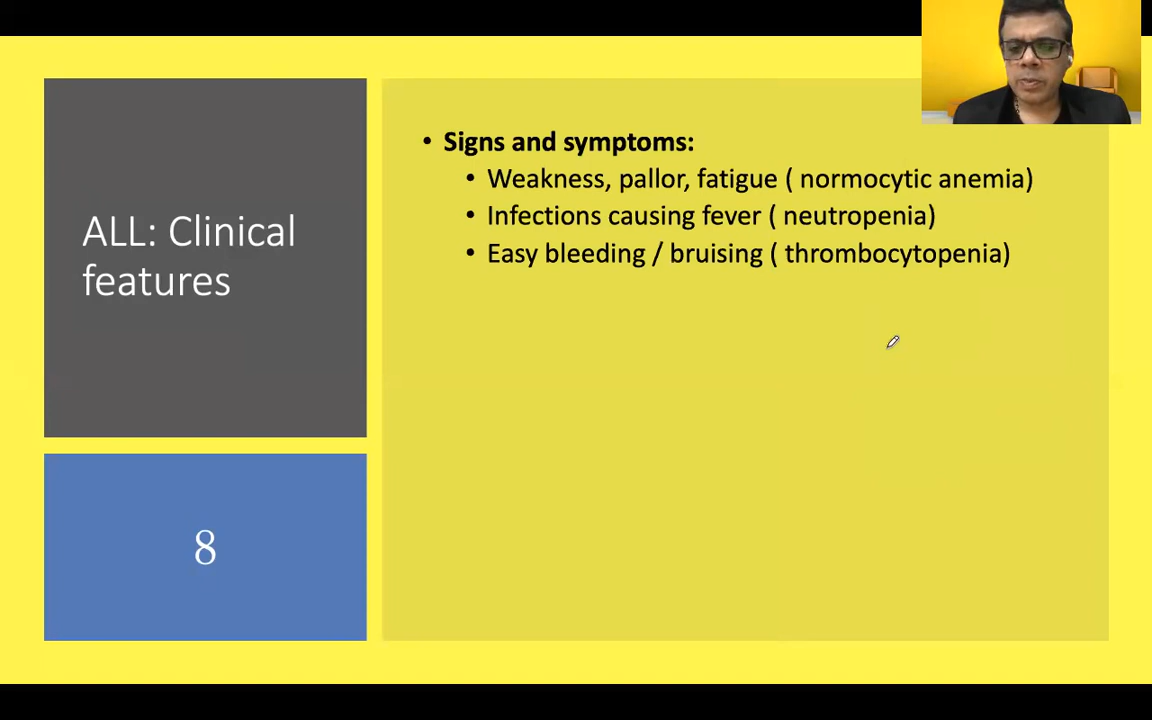 ALL: Clinical
features
8
• Signs and symptoms:
• Weakness, pallor, fatigue ( normocytic anemia)
• Infections causing fever ( neutropenia)
• Easy bleeding / bruising ( thrombocytopenia)